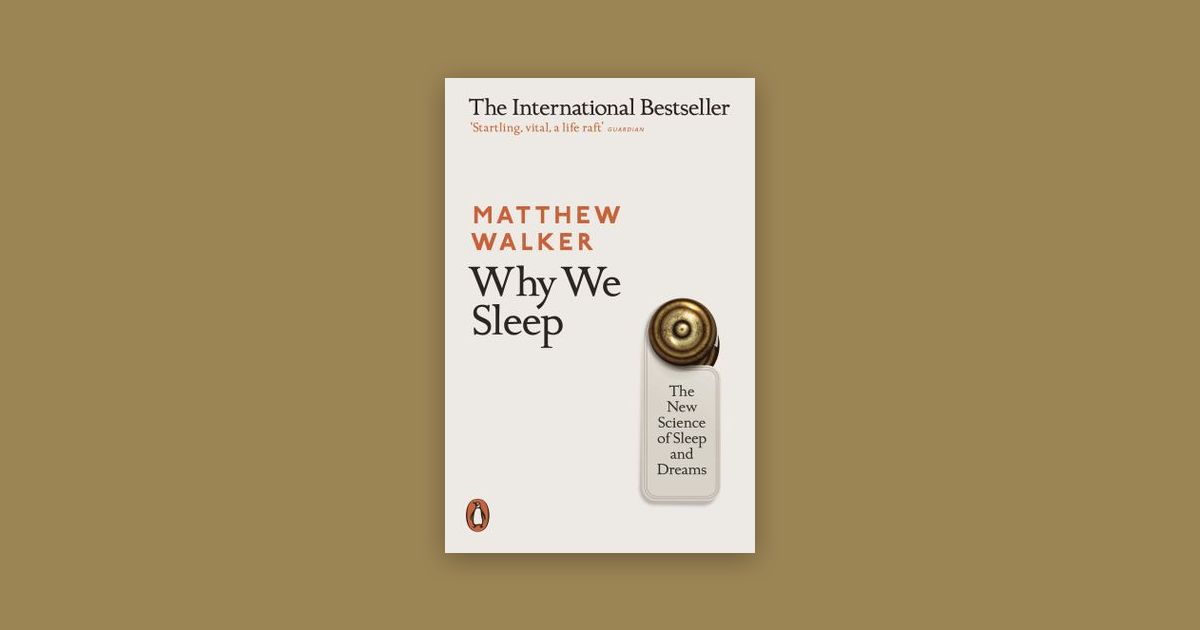 The International Bestseller
'Startling, vital, a life raft' GUARDIAN
MATTHEW
WALKER
Why We
Sleep
The
New
Science
of Sleep
and
Dreams